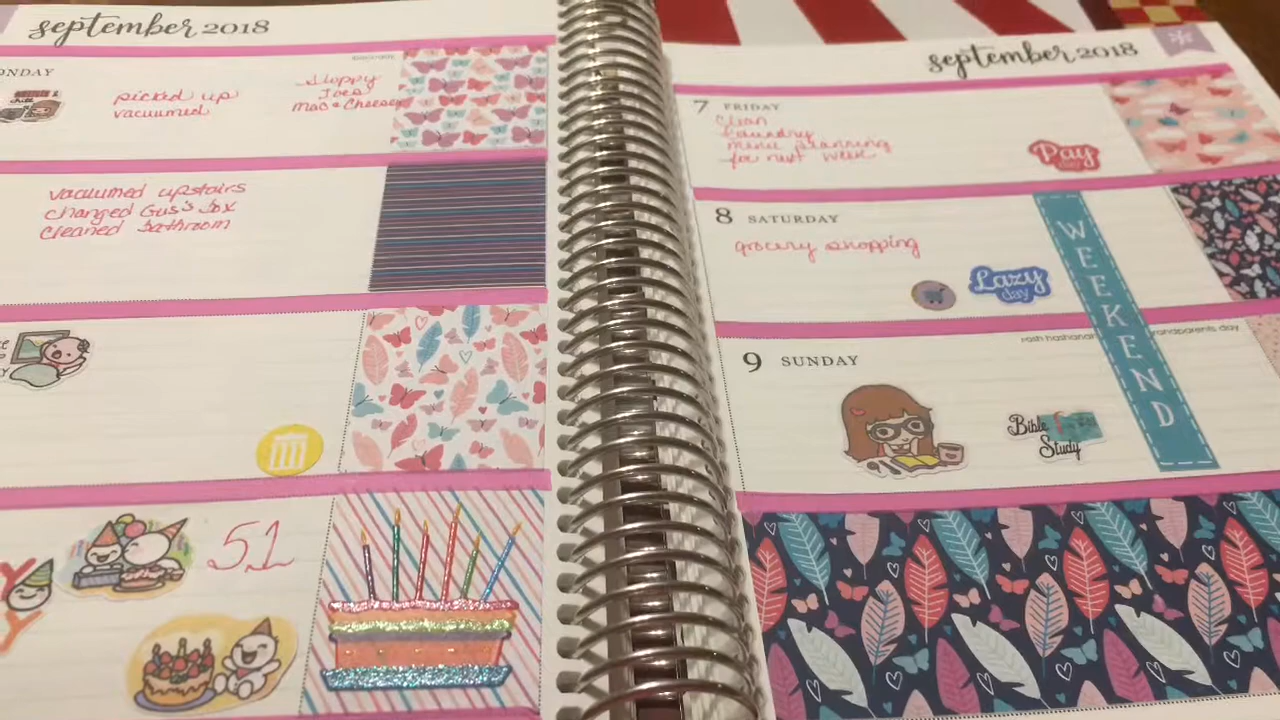 september 2018
ONDAY
picked up
vacuumed
Sloppy
Joes
Mac & Cheese
vacuumed upstairs
changed Gus's box
cleaned bathroom
51
september 2018
7 FRIDAY
Clean
Laundry
menu planning
for next week
Pay
day
8 SATURDAY
grocery shopping
Lazy
day
WEEKEND
rosh hashanah
grandparents day
9 SUNDAY
Bible
Study